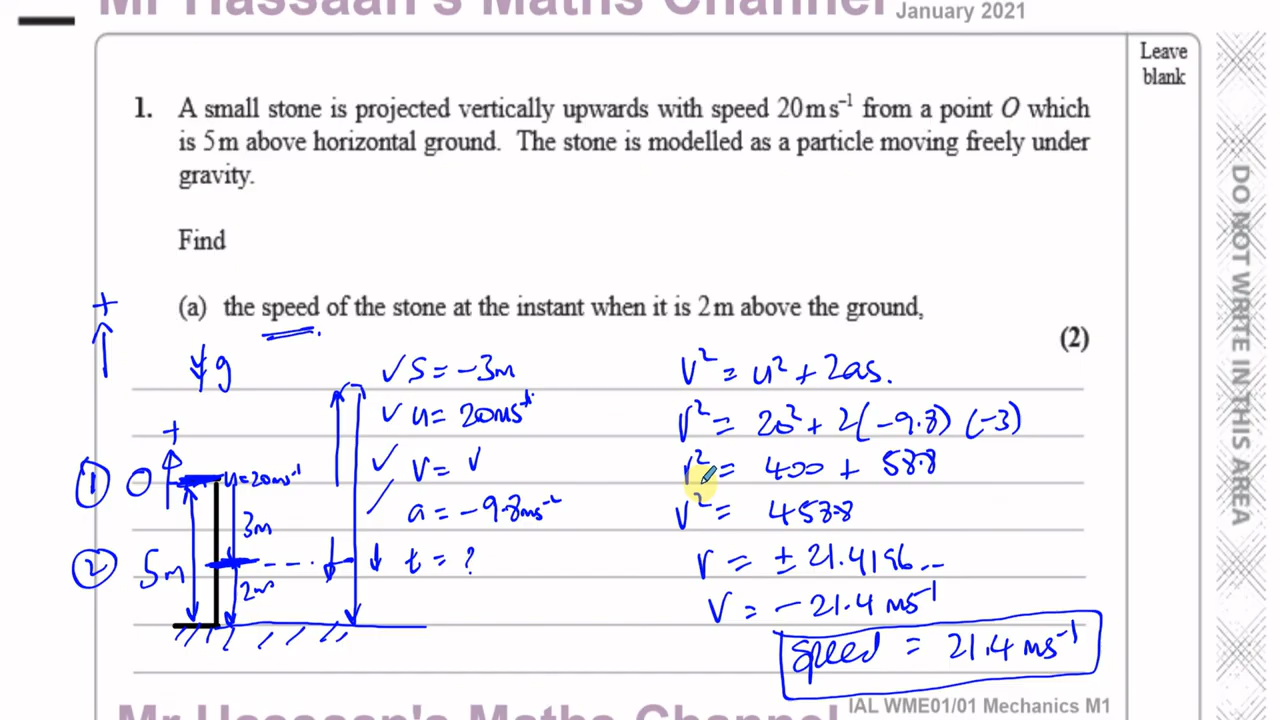 Mr Hassaan's Maths Channel
January 2021
Leave
blank
1. A small stone is projected vertically upwards with speed 20 m s⁻¹ from a point O which
is 5 m above horizontal ground. The stone is modelled as a particle moving freely under
gravity.
Find
(a) the speed of the stone at the instant when it is 2 m above the ground,
(2)
DO NOT WRITE IN THIS AREA
+
↓g
+
① O
u=20ms⁻¹
3m
② 5m
2m
✓ S = -3m
✓ u = 20ms⁻¹
✓ v = v
a = -9.8ms⁻²
t = ?
v² = u² + 2as.
v² = 20² + 2(-9.8)(-3)
v² = 400 + 58.8
v² = 458.8
v = ± 21.4196...
v = -21.4 ms⁻¹
Speed = 21.4 ms⁻¹
IAL WME01/01 Mechanics M1
Mr Hassaan's Maths Channel